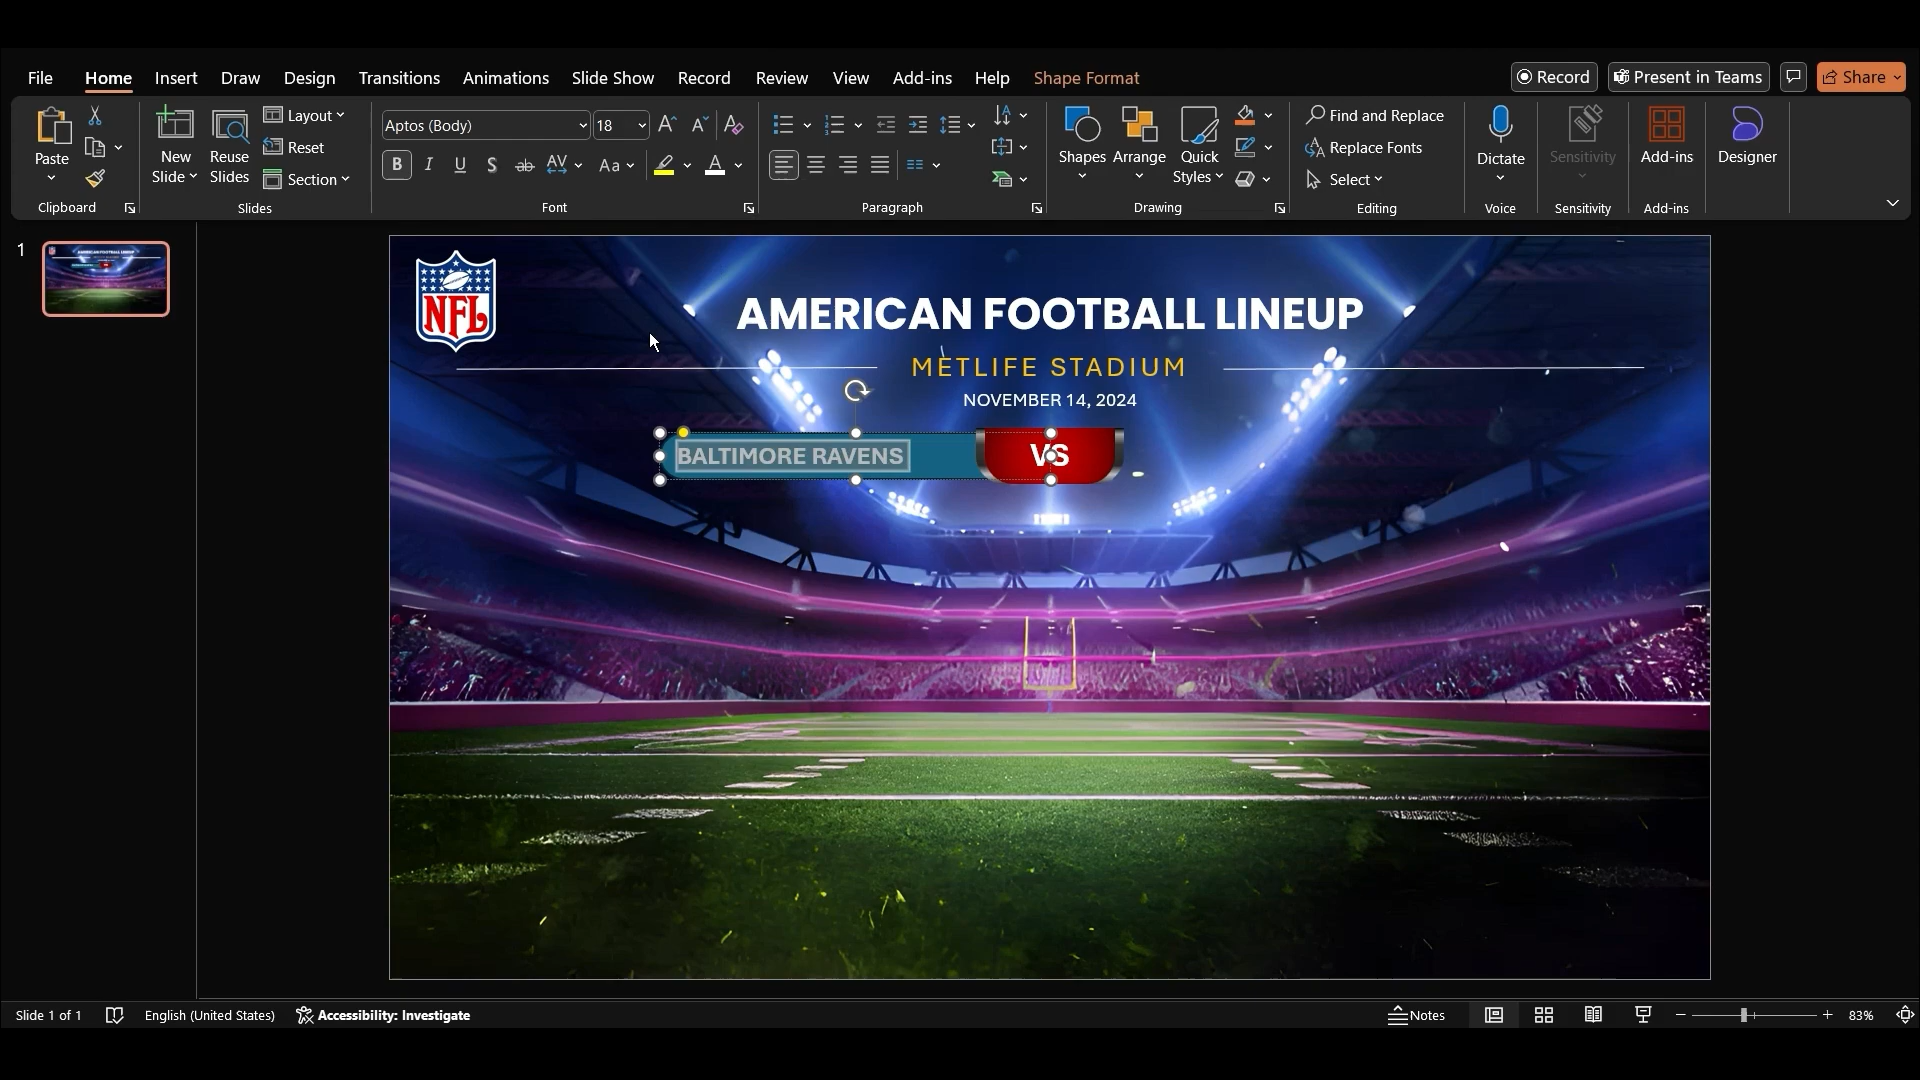 File Home Insert Draw Design Transitions Animations Slide Show Record Review View Add-ins Help Shape Format Record Present in Teams Share
Paste
Clipboard
New Slide
Reuse Slides
Layout
Reset
Section
Slides
Aptos (Body) 18
B I U S ab AV Aa A
Font
Paragraph
Shapes
Arrange
Quick Styles
Drawing
Find and Replace
Replace Fonts
Select
Editing
Dictate
Voice
Sensitivity
Sensitivity
Add-ins
Add-ins
Designer
1
NFL
AMERICAN FOOTBALL LINEUP
METLIFE STADIUM
NOVEMBER 14, 2024
BALTIMORE RAVENS VS
Slide 1 of 1 English (United States) Accessibility: Investigate Notes 83%